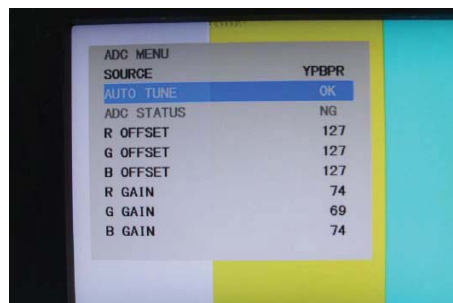 ADC MENU
SOURCE YPBPR
AUTO TUNE OK
ADC STATUS NG
R OFFSET 127
G OFFSET 127
B OFFSET 127
R GAIN 74
G GAIN 69
B GAIN 74